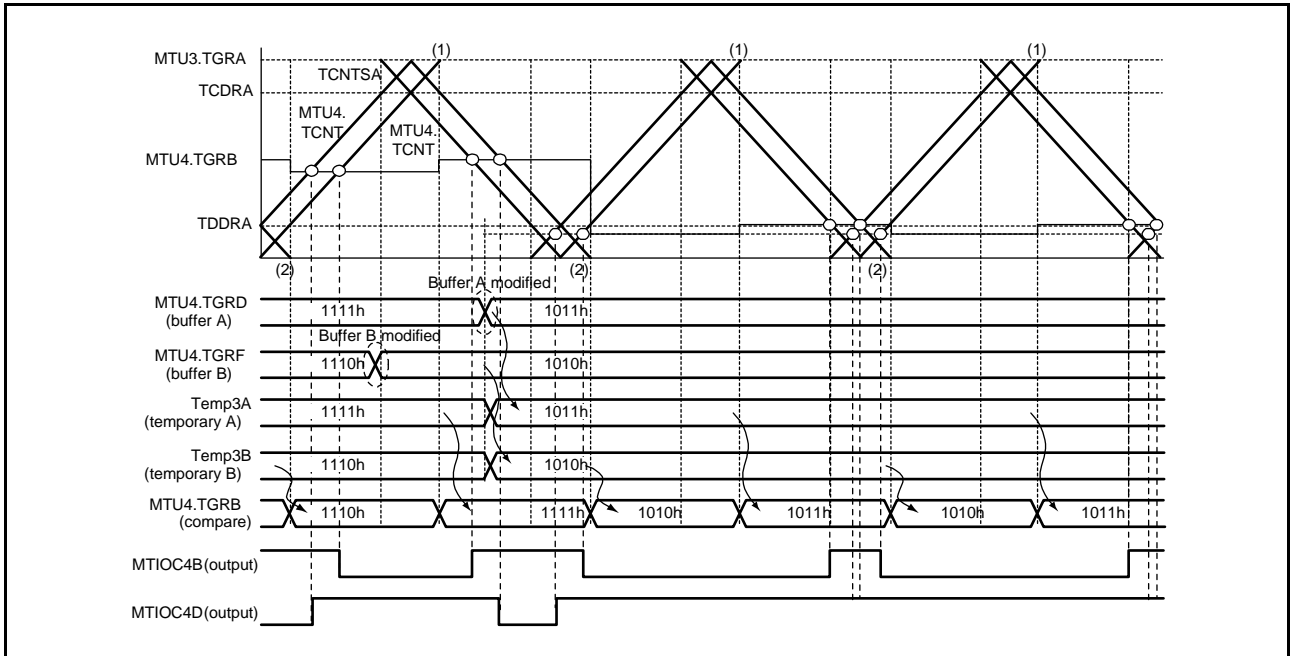 MTU3.TGRA
(1)
(1)
(1)
TCNTSA
TCDRA
MTU4.
TCNT
MTU4.
TCNT
MTU4.TGRB
TDDRA
(2)
(2)
(2)
Buffer A modified
MTU4.TGRD
(buffer A)
1111h
1011h
Buffer B modified
MTU4.TGRF
(buffer B)
1110h
1010h
Temp3A
(temporary A)
1111h
1011h
Temp3B
(temporary B)
1110h
1010h
MTU4.TGRB
(compare)
1110h
1111h
1010h
1011h
1010h
1011h
MTIOC4B(output)
MTIOC4D(output)